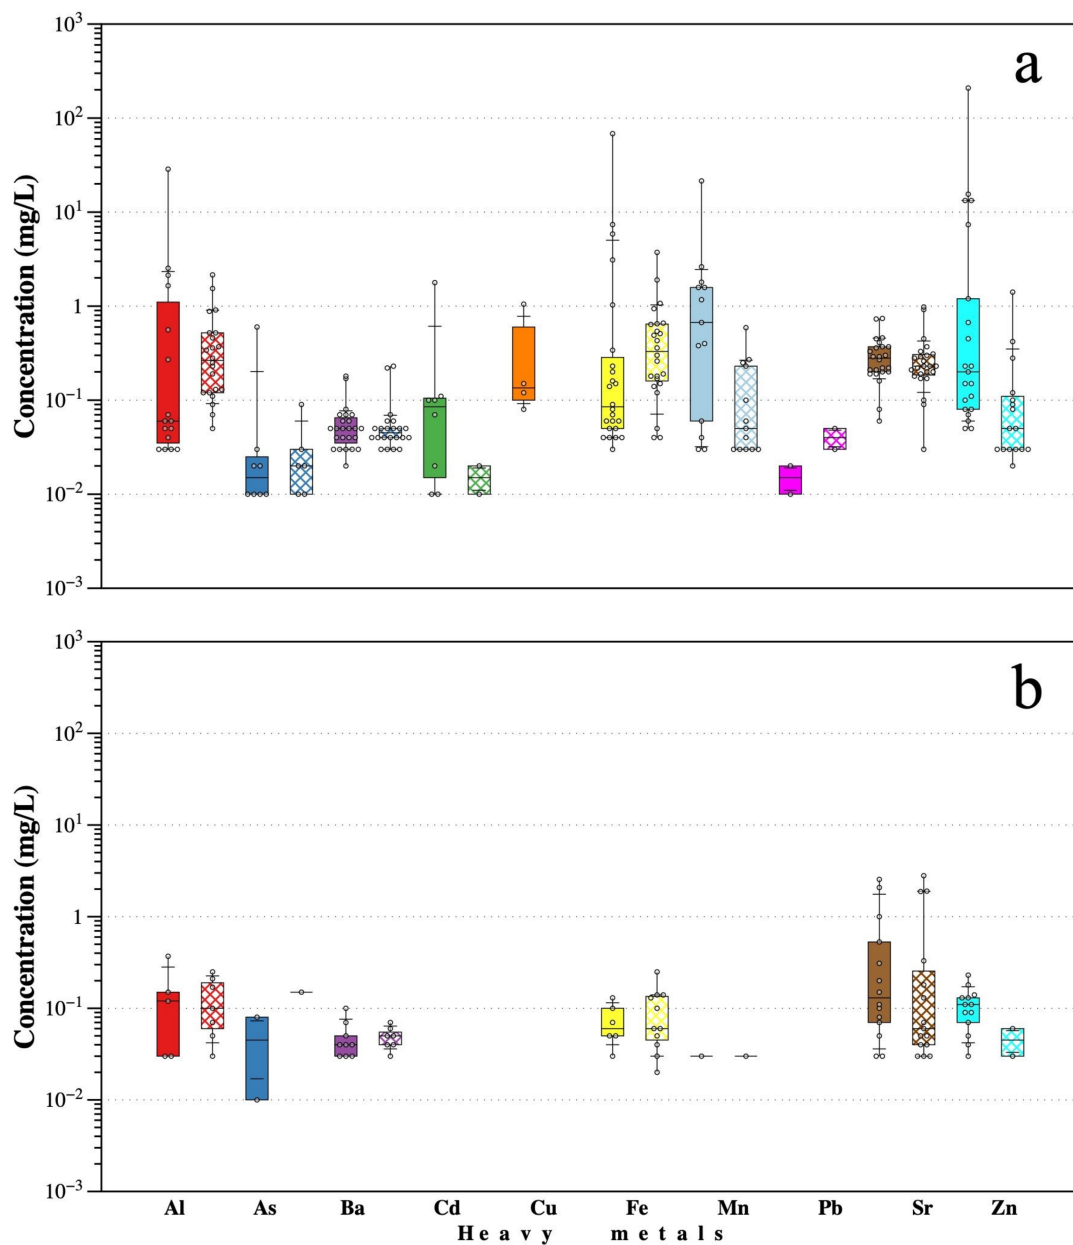 a
10³
10²
10¹
1
10⁻¹
10⁻²
10⁻³
Concentration (mg/L)
b
10³
10²
10¹
1
10⁻¹
10⁻²
10⁻³
Concentration (mg/L)
Al As Ba Cd Cu Fe Mn Pb Sr Zn
Heavy metals